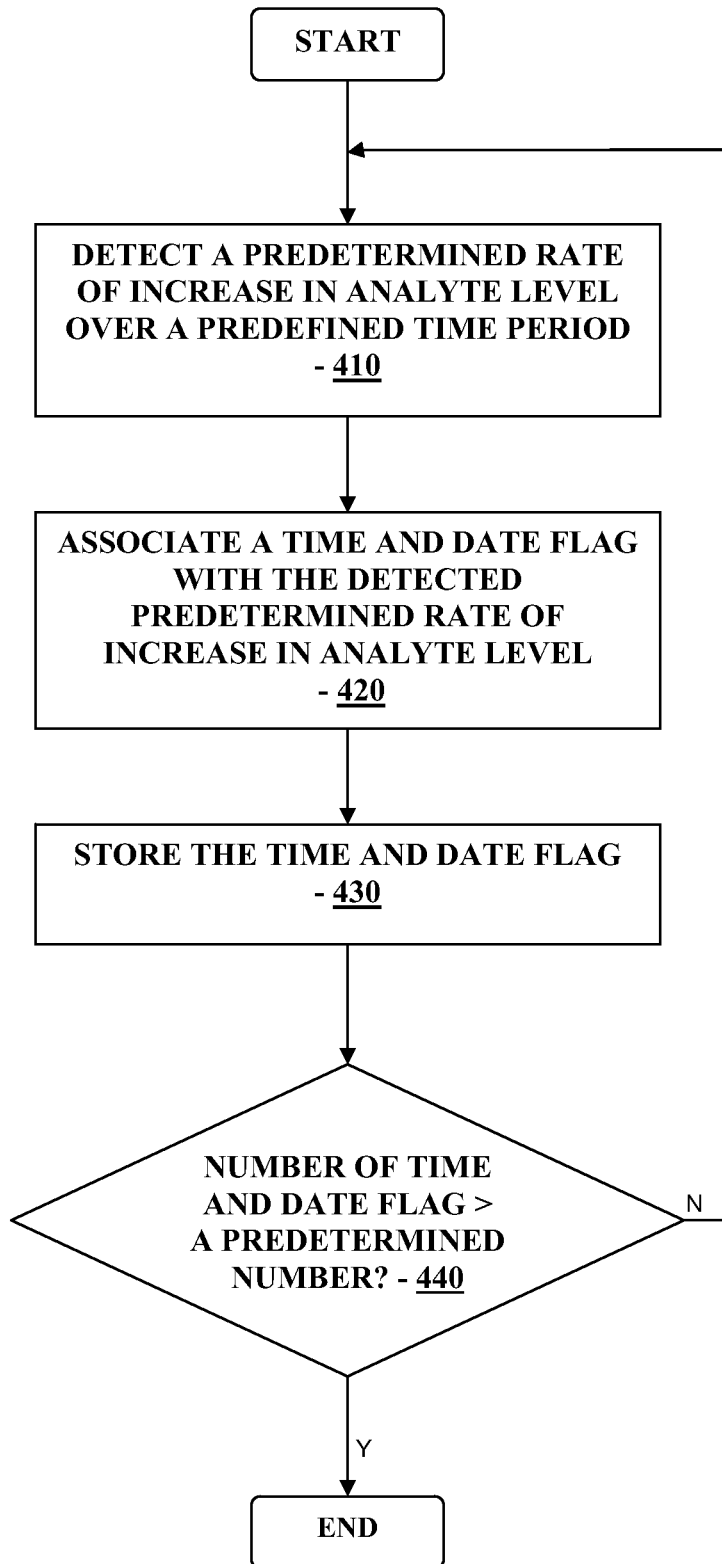 START
DETECT A PREDETERMINED RATE
OF INCREASE IN ANALYTE LEVEL
OVER A PREDEFINED TIME PERIOD
- 410
ASSOCIATE A TIME AND DATE FLAG
WITH THE DETECTED
PREDETERMINED RATE OF
INCREASE IN ANALYTE LEVEL
- 420
STORE THE TIME AND DATE FLAG
- 430
NUMBER OF TIME
AND DATE FLAG >
A PREDETERMINED
NUMBER? - 440
N
Y
END